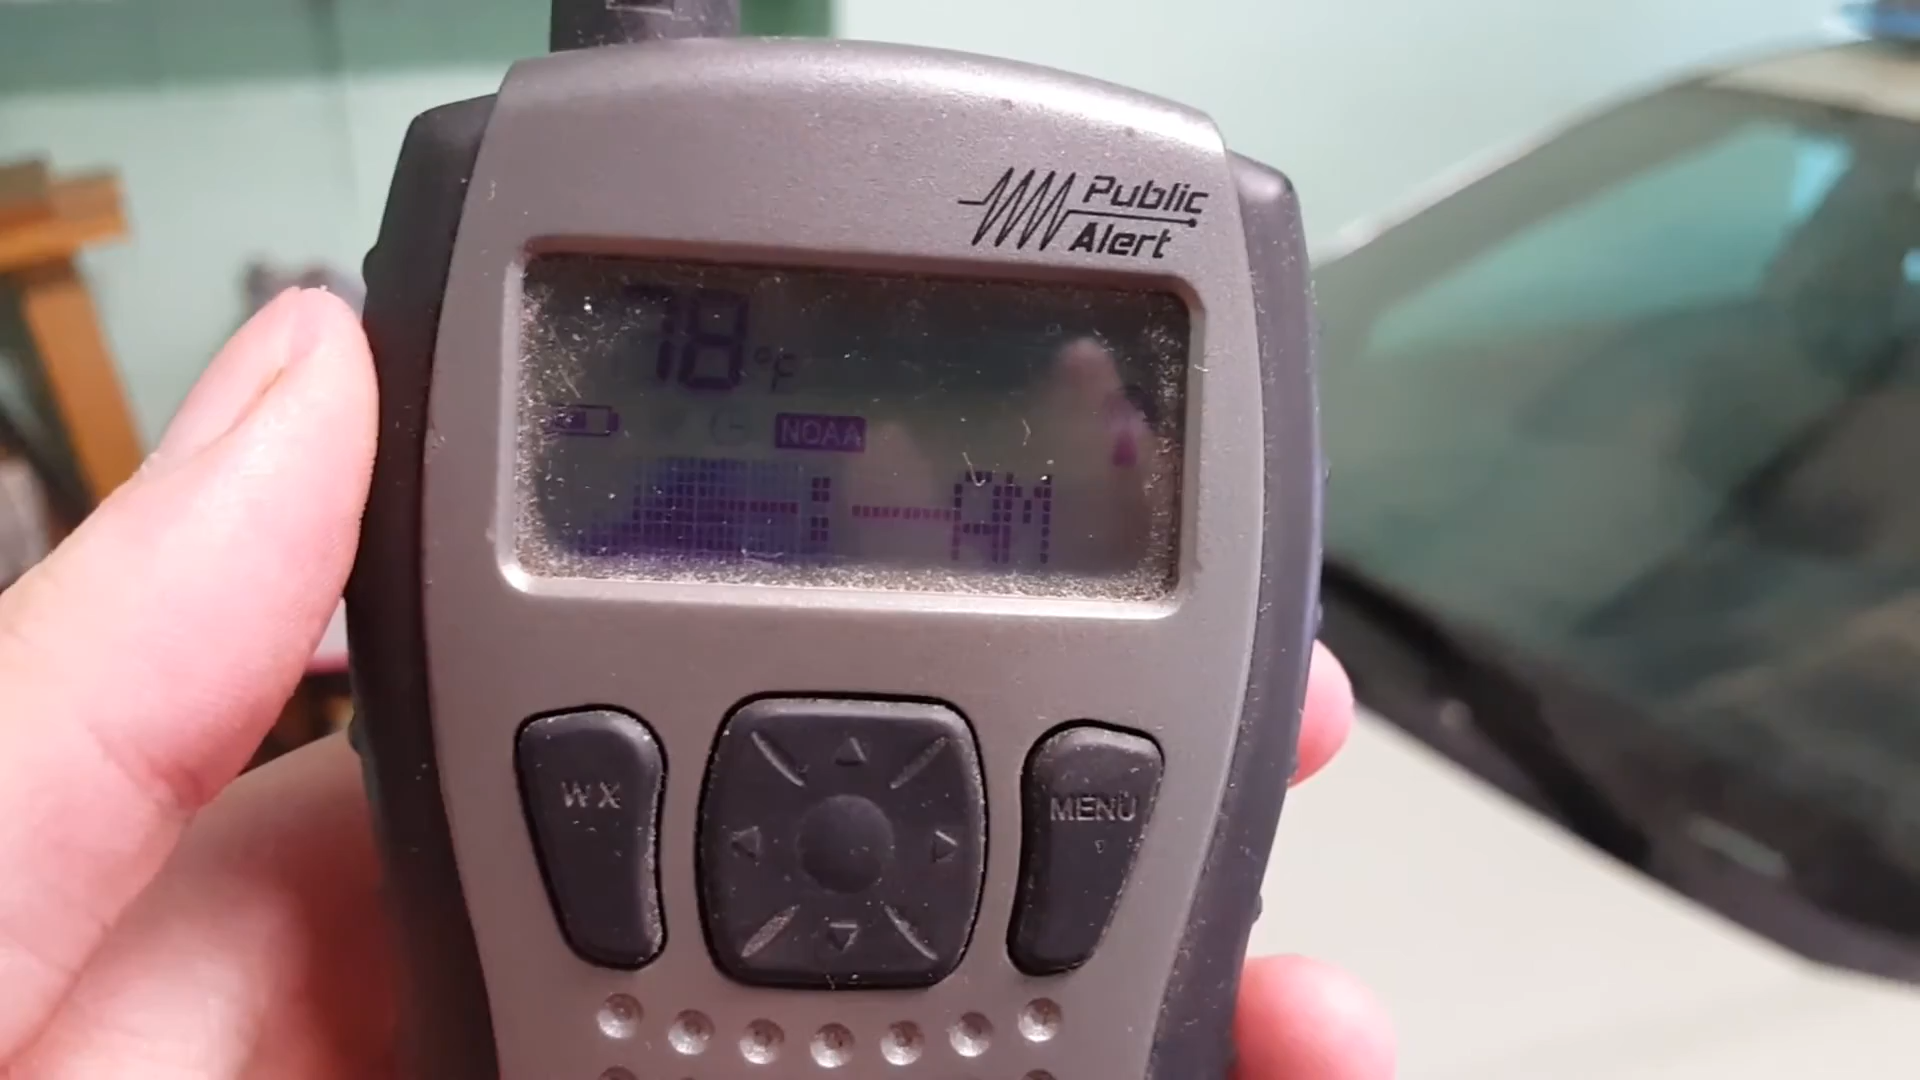 Public
Alert
78 °F
NOAA
: -- AM
WX
MENU